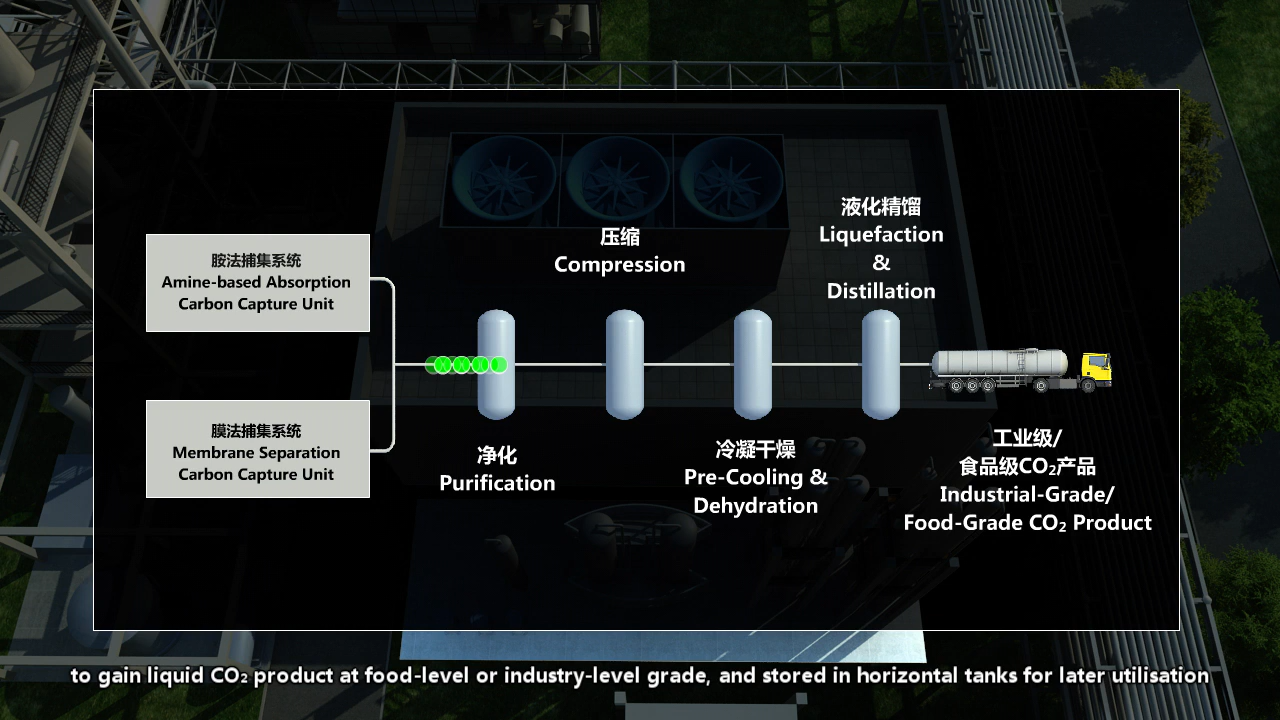 胺法捕集系统
Amine-based Absorption
Carbon Capture Unit
膜法捕集系统
Membrane Separation
Carbon Capture Unit
净化
Purification
压缩
Compression
冷凝干燥
Pre-Cooling &
Dehydration
液化精馏
Liquefaction
&
Distillation
工业级/
食品级CO₂产品
Industrial-Grade/
Food-Grade CO₂ Product
to gain liquid CO₂ product at food-level or industry-level grade, and stored in horizontal tanks for later utilisation